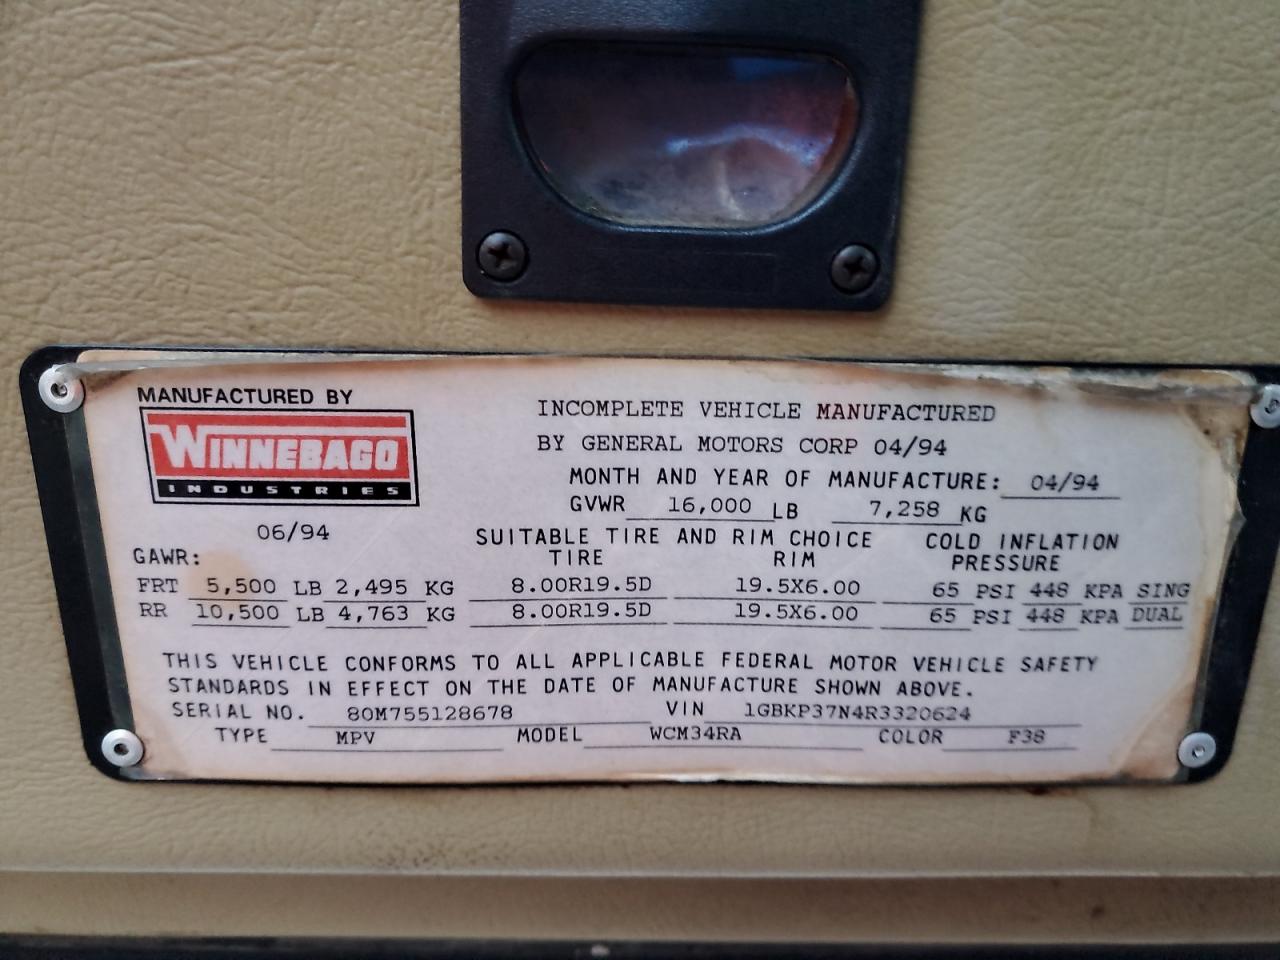 MANUFACTURED BY
WINNEBAGO
INDUSTRIES
06/94
INCOMPLETE VEHICLE MANUFACTURED
BY GENERAL MOTORS CORP 04/94
MONTH AND YEAR OF MANUFACTURE: 04/94
GVWR 16,000 LB 7,258 KG
GAWR:
SUITABLE TIRE AND RIM CHOICE
TIRE RIM
COLD INFLATION
PRESSURE
FRT 5,500 LB 2,495 KG 8.00R19.5D 19.5X6.00 65 PSI 448 KPA SING
RR 10,500 LB 4,763 KG 8.00R19.5D 19.5X6.00 65 PSI 448 KPA DUAL
THIS VEHICLE CONFORMS TO ALL APPLICABLE FEDERAL MOTOR VEHICLE SAFETY
STANDARDS IN EFFECT ON THE DATE OF MANUFACTURE SHOWN ABOVE.
SERIAL NO. 80M755128678 VIN 1GBKP37N4R3320624
TYPE MPV MODEL WCM34RA COLOR F38